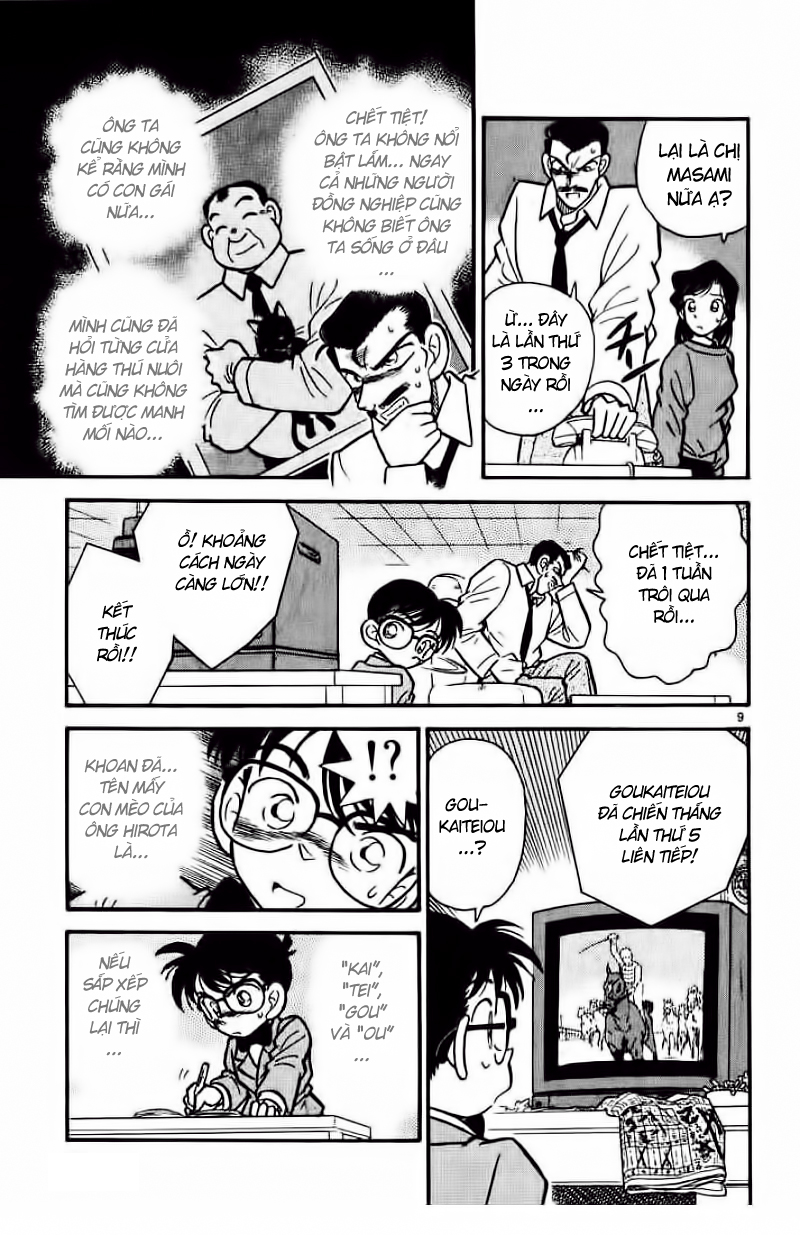 LẠI LÀ CHỊ
MASAMI
NỮA Ạ?
Ừ... ĐÂY
LÀ LẦN THỨ
3 TRONG
NGÀY RỒI
...
CHẾT TIỆT!
ÔNG TA KHÔNG NỔI
BẬT LẮM... NGAY
CẢ NHỮNG NGƯỜI
ĐỒNG NGHIỆP CŨNG
KHÔNG BIẾT ÔNG
TA SỐNG Ở ĐÂU
...
ÔNG TA
CŨNG KHÔNG
KỂ RẰNG MÌNH
CÓ CON GÁI
NỮA...
MÌNH CŨNG ĐÃ
HỎI TỪNG CỬA
HÀNG THÚ NUÔI
MÀ CŨNG KHÔNG
TÌM ĐƯỢC MANH
MỐI NÀO...
CHẾT TIỆT...
ĐÃ 1 TUẦN
TRÔI QUA
RỒI...
Ồ! KHOẢNG
CÁCH NGÀY
CÀNG LỚN!!
KẾT
THÚC
RỒI!!
9
GOUKAITEIOU
ĐÃ CHIẾN THẮNG
LẦN THỨ 5
LIÊN TIẾP!
GOU-
KAITEIOU
...?
!?
KHOAN ĐÃ...
TÊN MẤY
CON MÈO CỦA
ÔNG HIROTA
LÀ...
"KAI",
"TEI",
"GOU"
VÀ "OU"
...
NẾU
SẮP XẾP
CHÚNG
LẠI THÌ
...